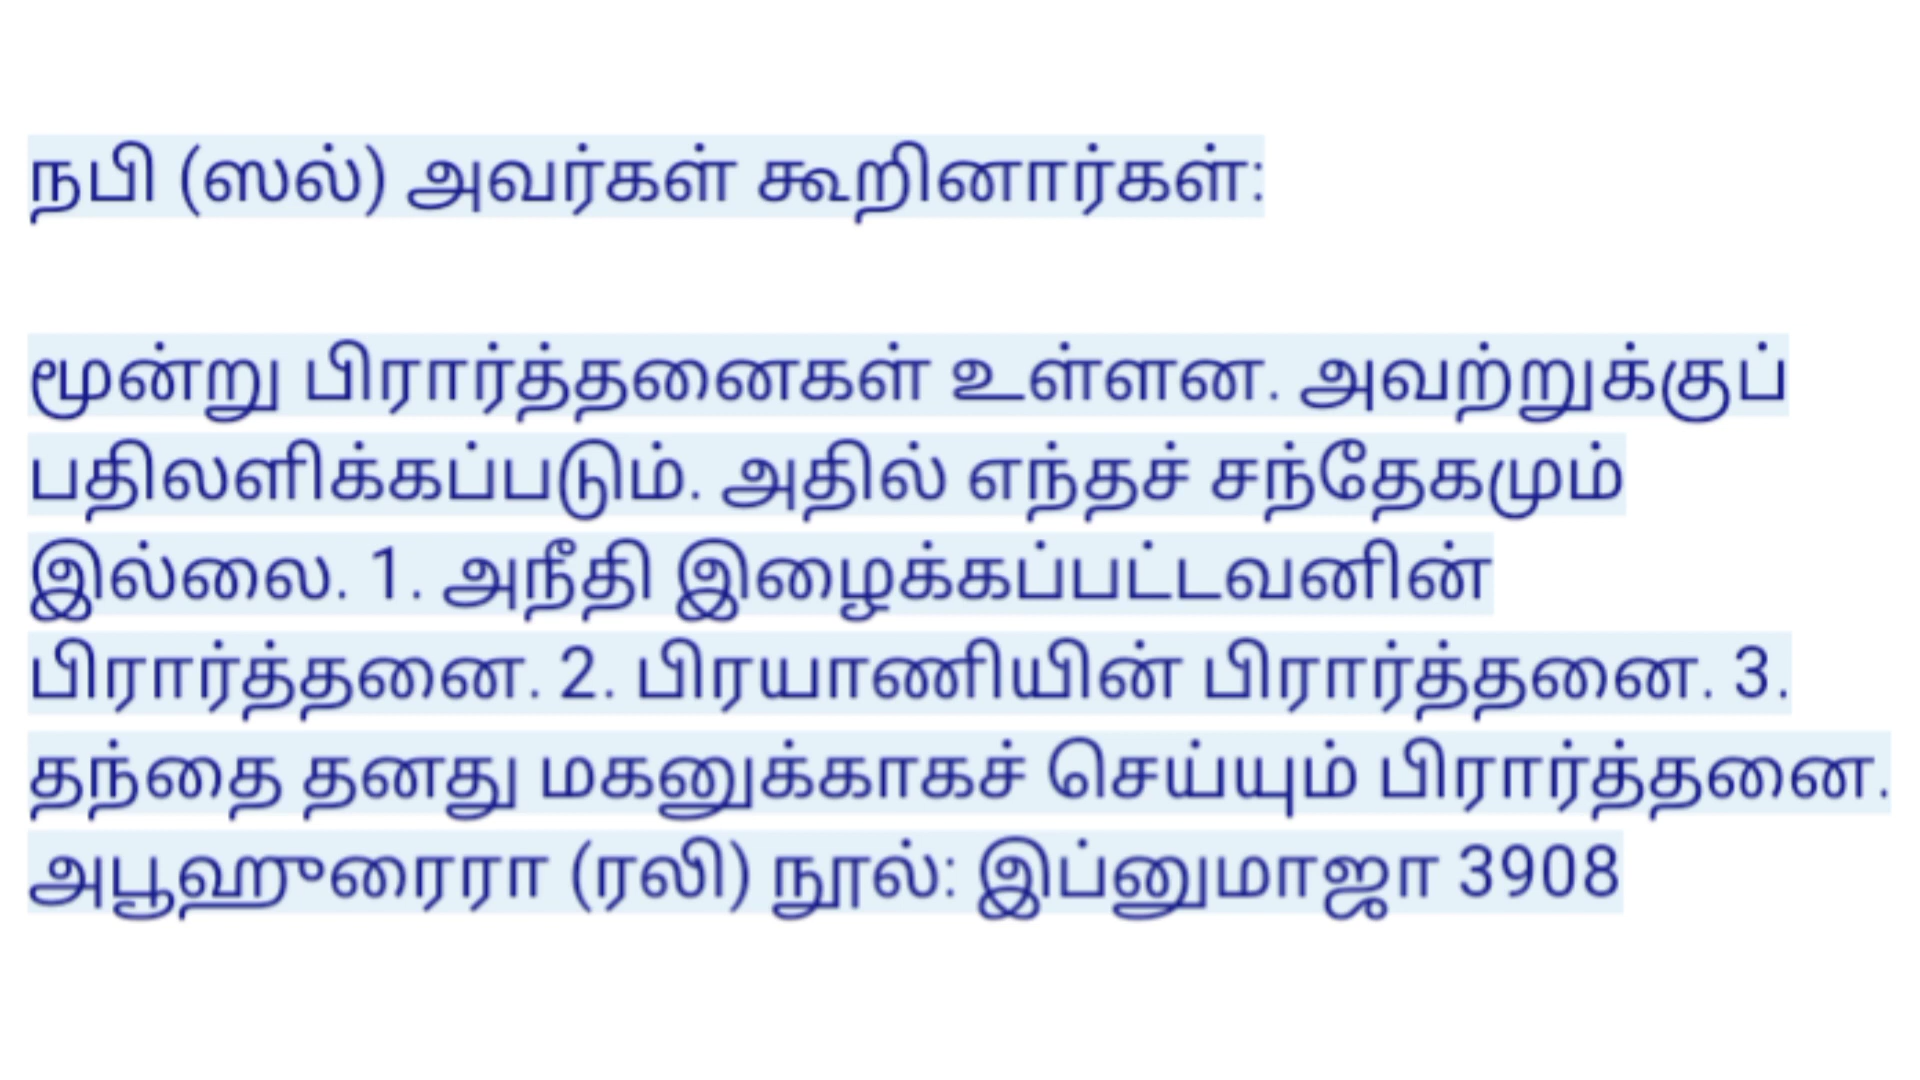 நபி (ஸல்) அவர்கள் கூறினார்கள்:
மூன்று பிரார்த்தனைகள் உள்ளன. அவற்றுக்குப்
பதிலளிக்கப்படும். அதில் எந்தச் சந்தேகமும்
இல்லை. 1. அநீதி இழைக்கப்பட்டவனின்
பிரார்த்தனை. 2. பிரயாணியின் பிரார்த்தனை. 3.
தந்தை தனது மகனுக்காகச் செய்யும் பிரார்த்தனை.
அபூஹுரைரா (ரலி) நூல்: இப்னுமாஜா 3908